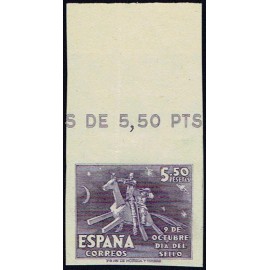 S DE 5,50 PTS
5,50
PESETAS
9 DE
OCTUBRE
DIA DEL
SELLO
ESPAÑA
CORREOS